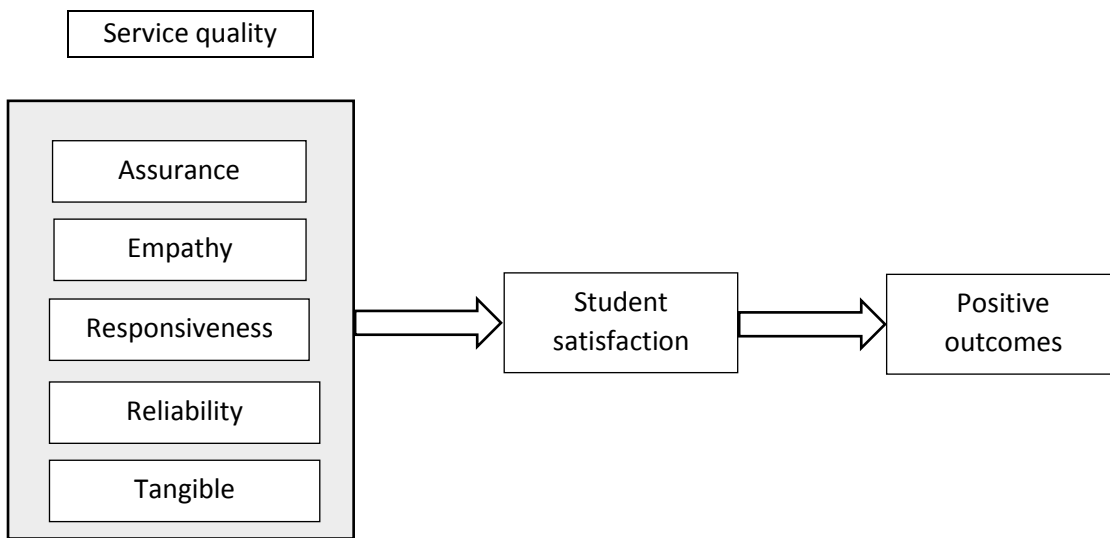 Service quality
Assurance
Empathy
Responsiveness
Reliability
Tangible
Student
satisfaction
Positive
outcomes